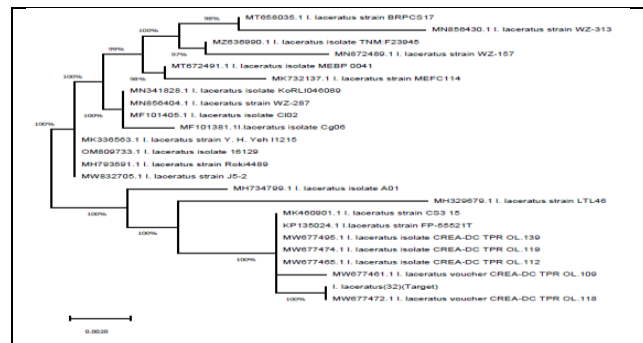 98%
MT658035.1 I. laceratus strain BRPCS17
100%
MN856430.1 I. laceratus strain WZ-313
99%
MZ636990.1 I. laceratus isolate TNM:F23945
97%
MN872489.1 I. laceratus strain WZ-157
100%
MT672491.1 I. laceratus isolate MEBP 0041
98%
MK732137.1 I. laceratus strain MEFC114
100%
MN341828.1 I. laceratus isolate KoRLI046089
MN856404.1 I. laceratus strain WZ-287
100%
MF101405.1 I. laceratus isolate CI02
100%
MF101381.1I. laceratus isolate Cg06
MK336563.1 I. laceratus strain Y. H. Yeh I1215
OM809733.1 I. laceratus isolate 16129
MH793591.1 I. laceratus strain Roki4489
MW832705.1 I. laceratus strain J5-2
MH734799.1 I. laceratus isolate A01
100%
MH329679.1 I. laceratus strain LTL46
100%
MK460901.1 I. laceratus strain CS3 15
KP135024.1 I.laceratus strain FP-55521T
MW677495.1 I. laceratus isolate CREA-DC TPR OL.139
100%
MW677474.1 I. laceratus isolate CREA-DC TPR OL.119
MW677465.1 I. laceratus isolate CREA-DC TPR OL.112
MW677461.1 I. laceratus voucher CREA-DC TPR OL.109
I. laceratus(32)(Target)
100%
MW677472.1 I. laceratus voucher CREA-DC TPR OL.118
0.0020